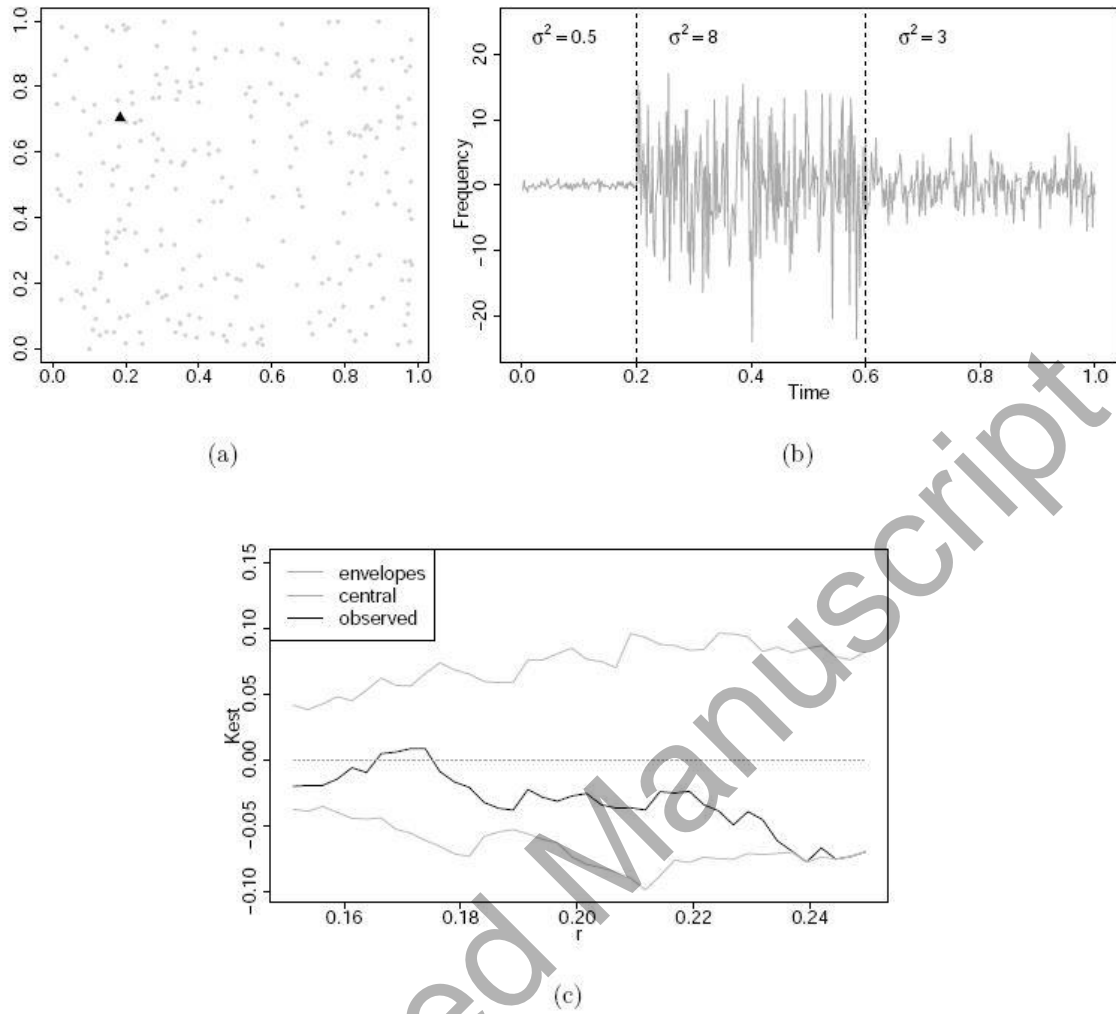 0.0 0.2 0.4 0.6 0.8 1.0
0.0 0.2 0.4 0.6 0.8 1.0
(a)
σ² = 0.5
σ² = 8
σ² = 3
Frequency
20
10
0
−10
−20
0.0 0.2 0.4 0.6 0.8 1.0
Time
(b)
envelopes
central
observed
Kest
0.15
0.10
0.05
0.00
−0.05
−0.10
0.16 0.18 0.20 0.22 0.24
r
(c)
ed Manuscript